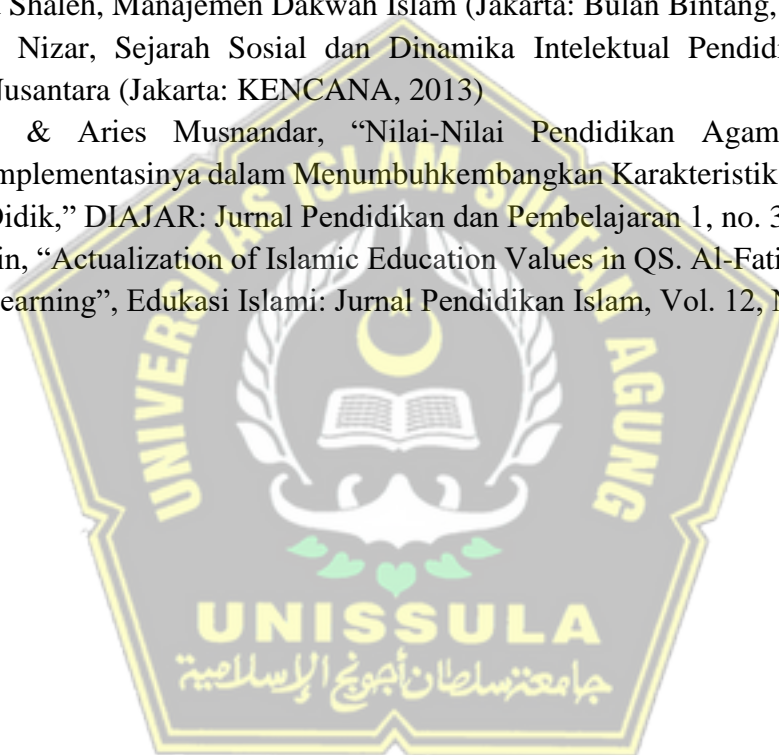 Shaleh, Manajemen Dakwah Islam (Jakarta: Bulan Bintang,
Nizar, Sejarah Sosial dan Dinamika Intelektual Pendidi
Nusantara (Jakarta: KENCANA, 2013)
& Aries Musnandar, “Nilai-Nilai Pendidikan Agam
mplementasinya dalam Menumbuhkembangkan Karakteristik
Didik,” DIAJAR: Jurnal Pendidikan dan Pembelajaran 1, no. 3
in, “Actualization of Islamic Education Values in QS. Al-Fati
earning”, Edukasi Islami: Jurnal Pendidikan Islam, Vol. 12, N
UNIVERSITAS ISLAM SULTAN AGUNG
UNISSULA
جامعة سلطان أجونج الإسلامية